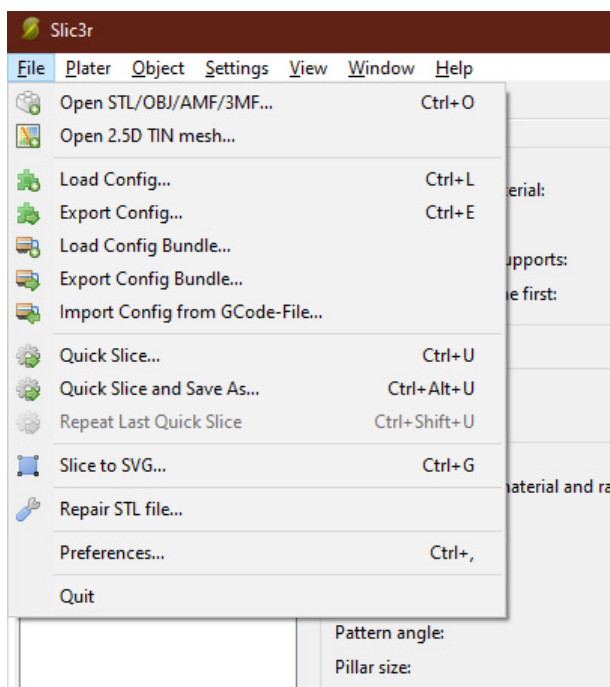 Slic3r
File Plater Object Settings View Window Help
Open STL/OBJ/AMF/3MF... Ctrl+O
Open 2.5D TIN mesh...
Load Config... Ctrl+L
erial:
Export Config... Ctrl+E
Load Config Bundle...
upports:
Export Config Bundle...
e first:
Import Config from GCode-File...
Quick Slice... Ctrl+U
Quick Slice and Save As... Ctrl+Alt+U
Repeat Last Quick Slice Ctrl+Shift+U
Slice to SVG... Ctrl+G
aterial and ra
Repair STL file...
Preferences... Ctrl+,
Quit
Pattern angle:
Pillar size: